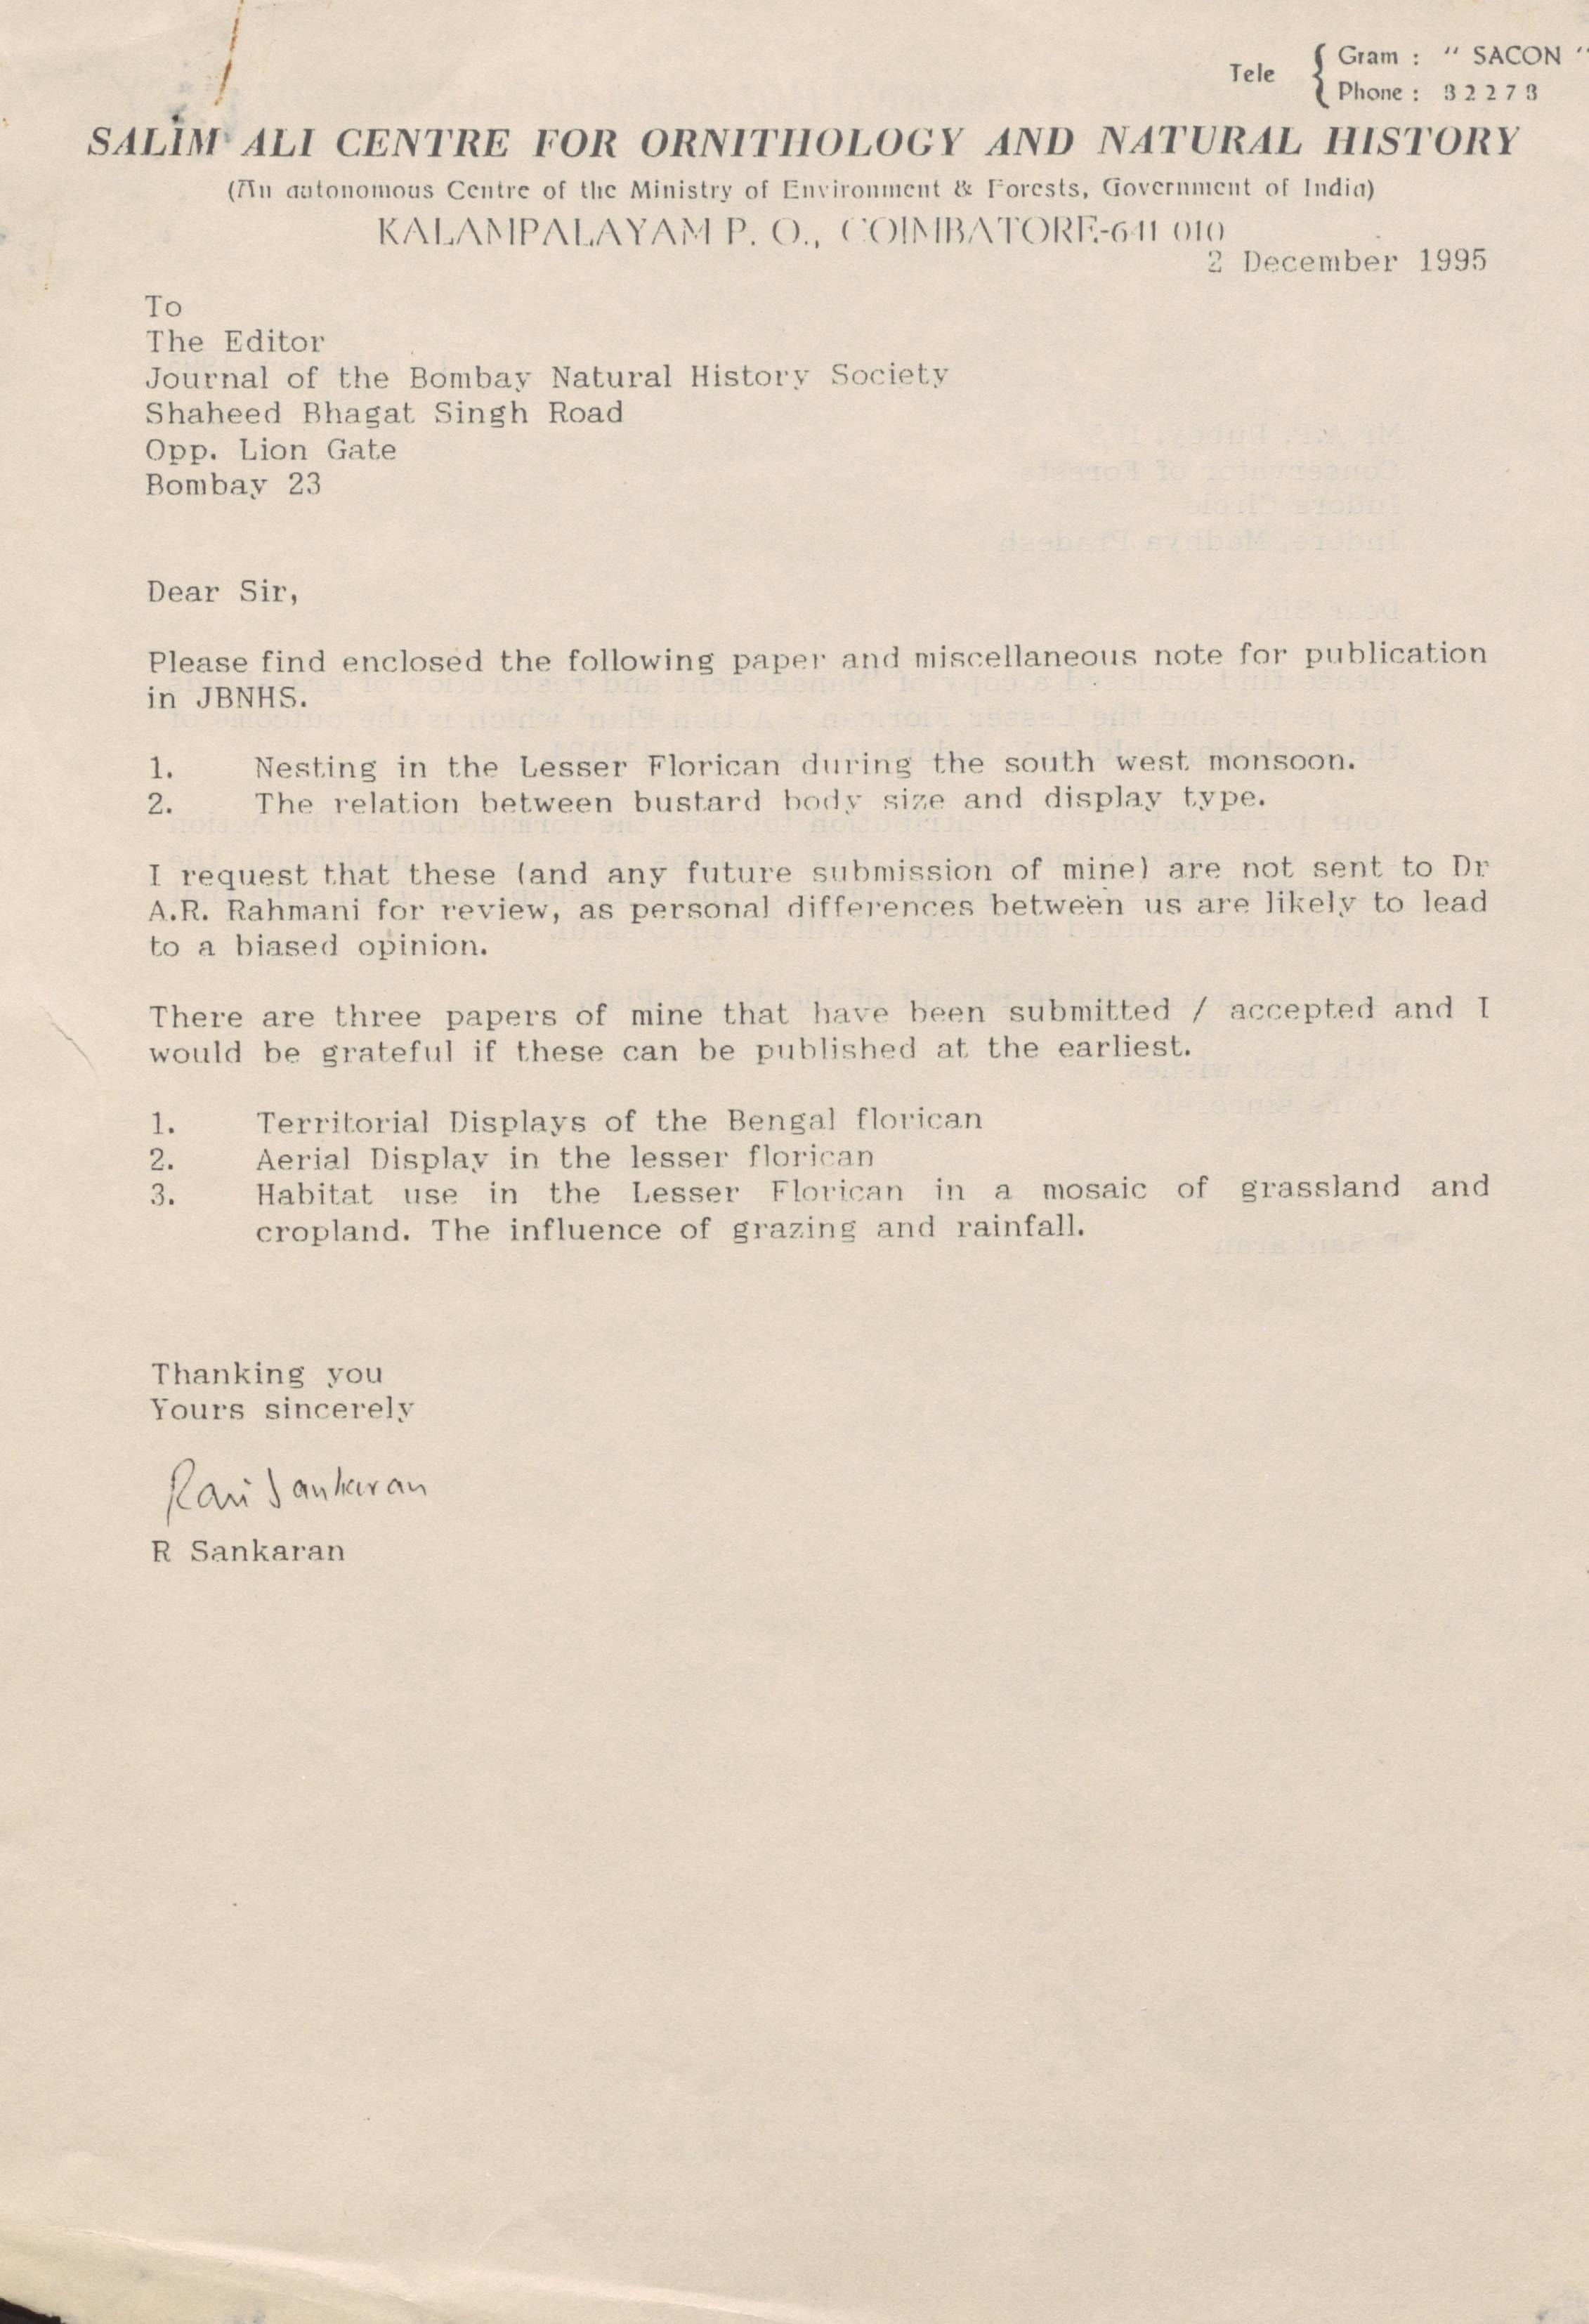 Tele { Gram : " SACON "
Phone : 32273
SALIM ALI CENTRE FOR ORNITHOLOGY AND NATURAL HISTORY
(An autonomous Centre of the Ministry of Environment & Forests, Government of India)
KALAMPALAYAM P. O., COIMBATORE-641 010
2 December 1995
To
The Editor
Journal of the Bombay Natural History Society
Shaheed Bhagat Singh Road
Opp. Lion Gate
Bombay 23
Dear Sir,
Please find enclosed the following paper and miscellaneous note for publication
in JBNHS.
1. Nesting in the Lesser Florican during the south west monsoon.
2. The relation between bustard body size and display type.
I request that these (and any future submission of mine) are not sent to Dr
A.R. Rahmani for review, as personal differences between us are likely to lead
to a biased opinion.
There are three papers of mine that have been submitted / accepted and I
would be grateful if these can be published at the earliest.
1. Territorial Displays of the Bengal florican
2. Aerial Display in the lesser florican
3. Habitat use in the Lesser Florican in a mosaic of grassland and
cropland. The influence of grazing and rainfall.
Thanking you
Yours sincerely
Ravi Sankaran
R Sankaran